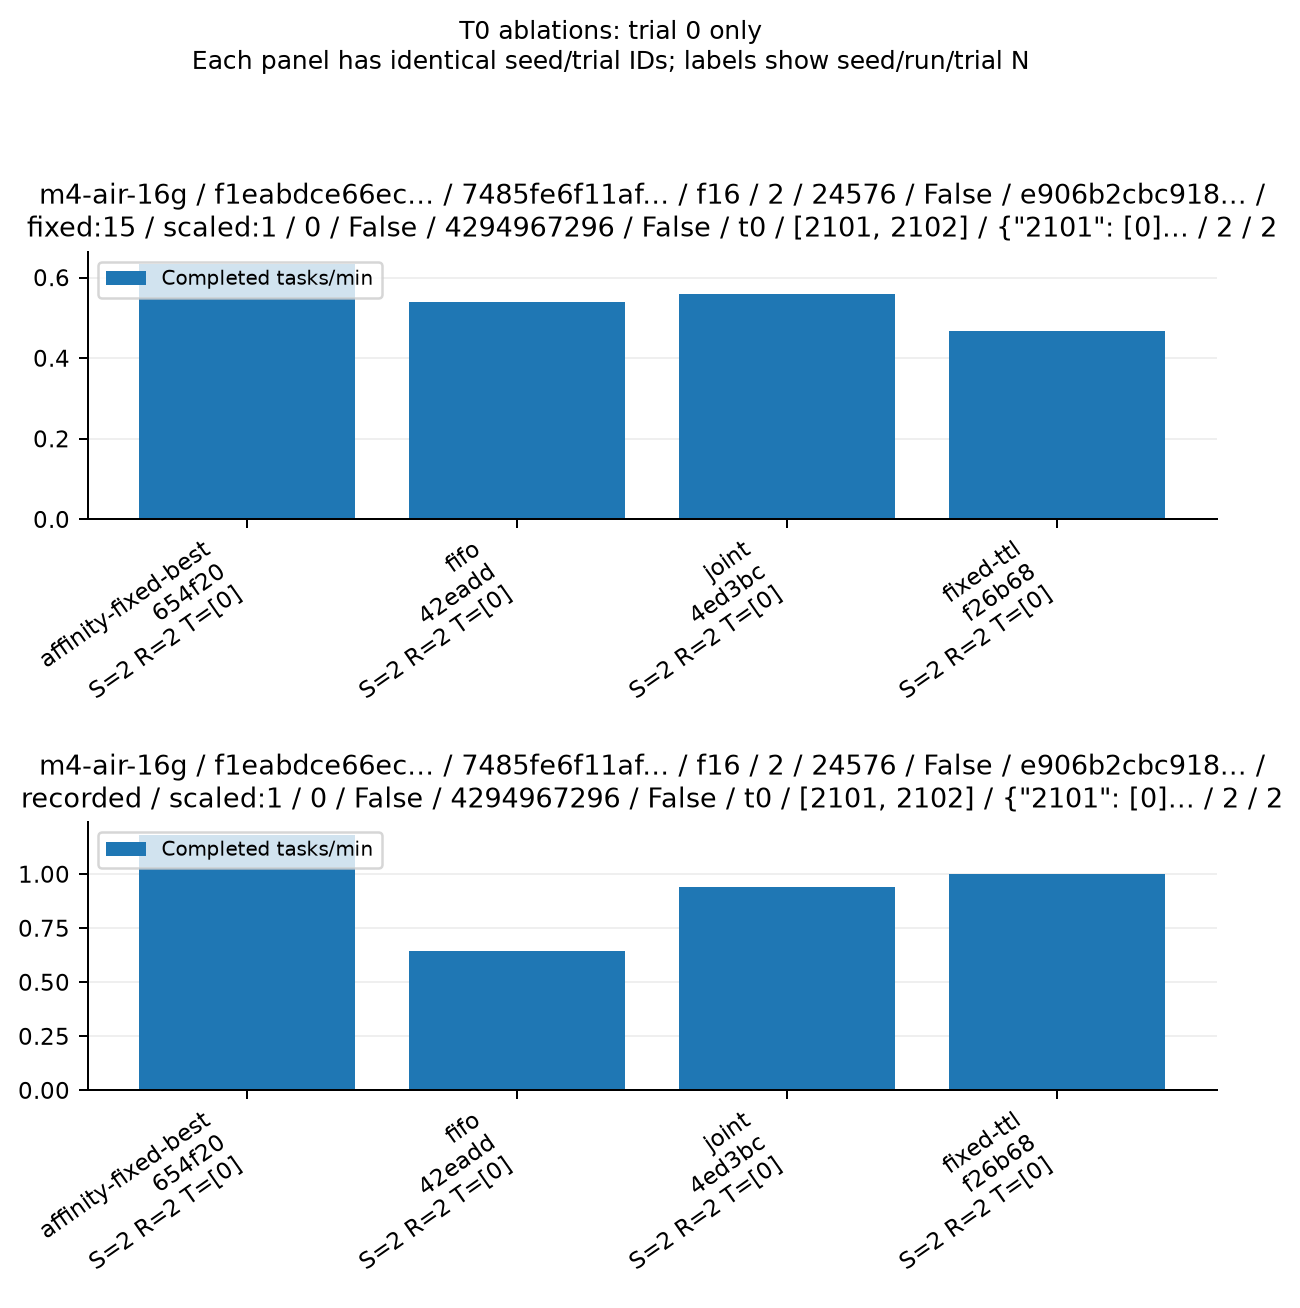 T0 ablations: trial 0 only
Each panel has identical seed/trial IDs; labels show seed/run/trial N
m4-air-16g / f1eabdce66ec... / 7485fe6f11af... / f16 / 2 / 24576 / False / e906b2cbc918... /
fixed:15 / scaled:1 / 0 / False / 4294967296 / False / t0 / [2101, 2102] / {"2101": [0]... / 2 / 2
Completed tasks/min
0.6
0.4
0.2
0.0
affinity-fixed-best
654f20
S=2 R=2 T=[0]
fifo
42eadd
S=2 R=2 T=[0]
joint
4ed3bc
S=2 R=2 T=[0]
fixed-ttl
f26b68
S=2 R=2 T=[0]
m4-air-16g / f1eabdce66ec... / 7485fe6f11af... / f16 / 2 / 24576 / False / e906b2cbc918... /
recorded / scaled:1 / 0 / False / 4294967296 / False / t0 / [2101, 2102] / {"2101": [0]... / 2 / 2
Completed tasks/min
1.00
0.75
0.50
0.25
0.00
affinity-fixed-best
654f20
S=2 R=2 T=[0]
fifo
42eadd
S=2 R=2 T=[0]
joint
4ed3bc
S=2 R=2 T=[0]
fixed-ttl
f26b68
S=2 R=2 T=[0]